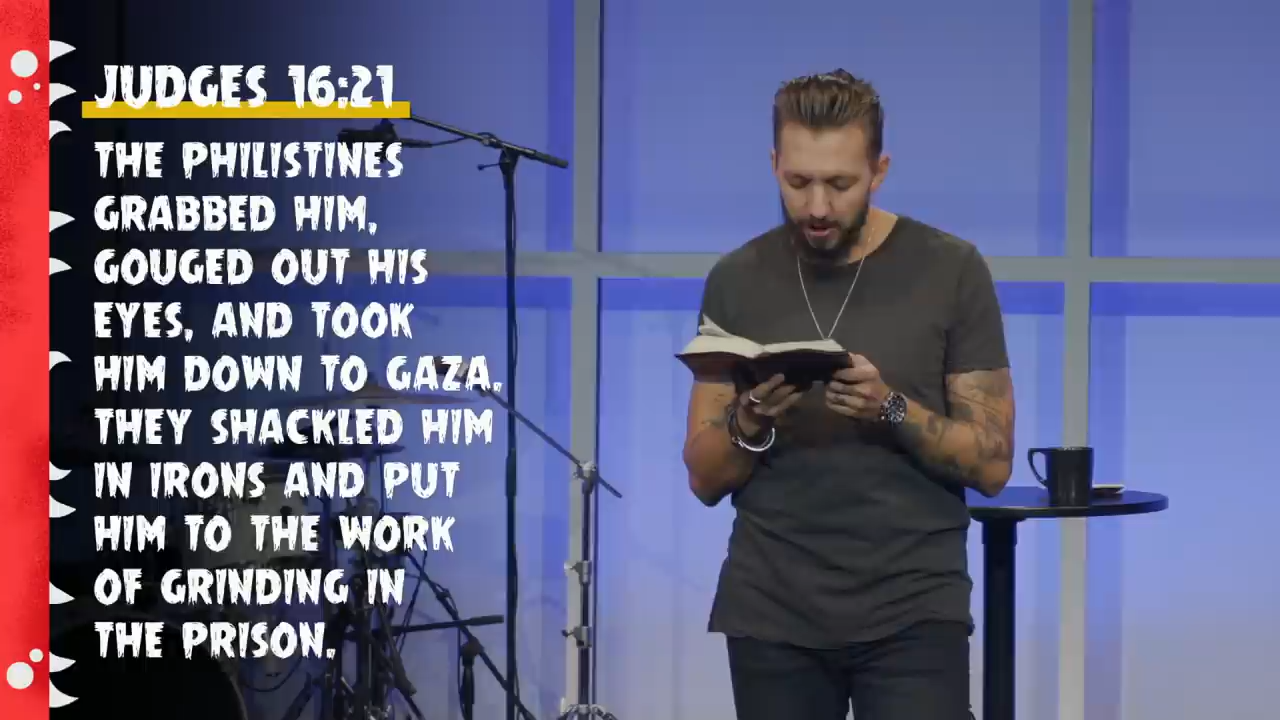 JUDGES 16:21
THE PHILISTINES
GRABBED HIM,
GOUGED OUT HIS
EYES, AND TOOK
HIM DOWN TO GAZA.
THEY SHACKLED HIM
IN IRONS AND PUT
HIM TO THE WORK
OF GRINDING IN
THE PRISON.